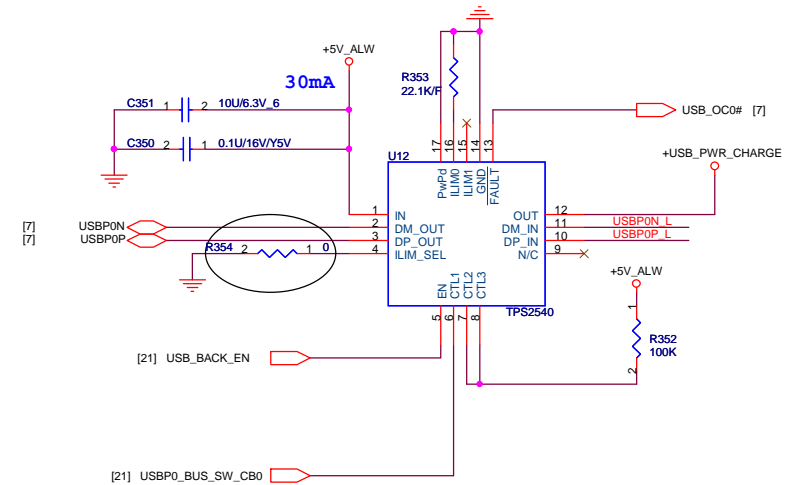 +5V_ALW
30mA
C351 1 2 10U/6.3V_6
C350 2 1 0.1U/16V/Y5V
R353
22.1K/F
USB_OC0# [7]
+USB_PWR_CHARGE
U12
17 16 15 14 13
PwPd ILIM0 ILIM1 GND FAULT
1 IN
[7] USBP0N 2 DM_OUT
[7] USBP0P 3 DP_OUT
R354 2 1 0 4 ILIM_SEL
OUT 12
DM_IN 11 USBP0N_L
DP_IN 10 USBP0P_L
N/C 9
EN CTL1 CTL2 CTL3
5 6 7 8
TPS2540
+5V_ALW
1
R352
100K
2
[21] USB_BACK_EN
[21] USBP0_BUS_SW_CB0